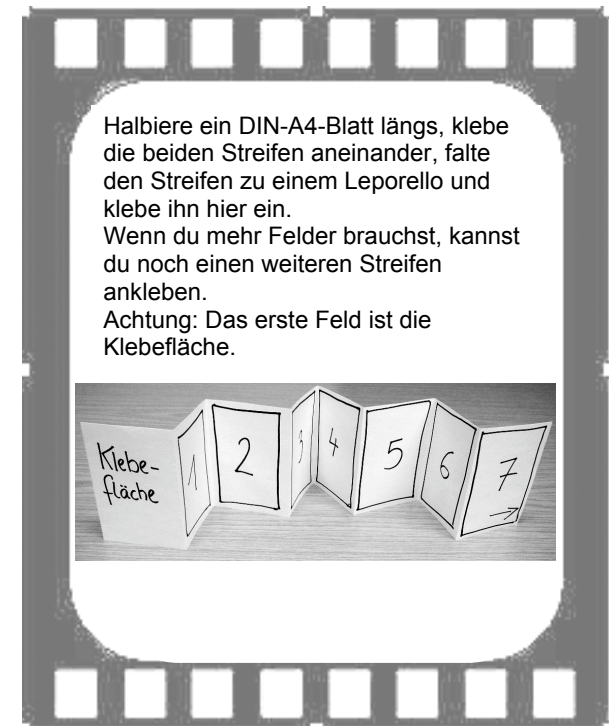 Halbiere ein DIN-A4-Blatt längs, klebe
die beiden Streifen aneinander, falte
den Streifen zu einem Leporello und
klebe ihn hier ein.
Wenn du mehr Felder brauchst, kannst
du noch einen weiteren Streifen
ankleben.
Achtung: Das erste Feld ist die
Klebefläche.
Klebe-
fläche
1
2
3
4
5
6
7
→